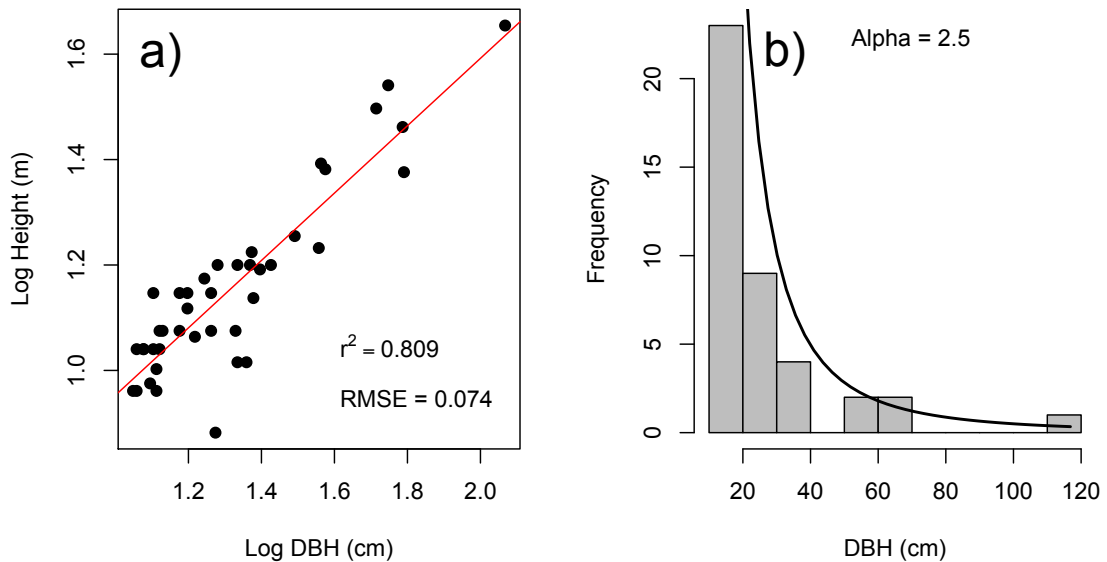 a)
Log Height (m)
1.6
1.4
1.2
1.0
r² = 0.809
RMSE = 0.074
1.2 1.4 1.6 1.8 2.0
Log DBH (cm)
b)
Alpha = 2.5
Frequency
20
15
10
5
0
20 40 60 80 100 120
DBH (cm)